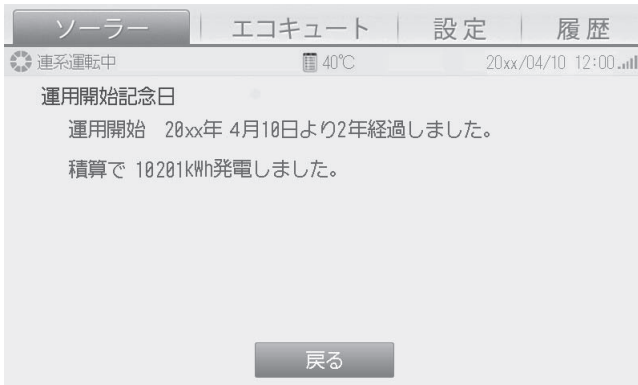 ソーラー エコキュート 設定 履歴
連系運転中 40℃ 20xx/04/10 12:00
運用開始記念日
運用開始 20xx年 4月10日より2年経過しました。
積算で 10201kWh発電しました。
戻る